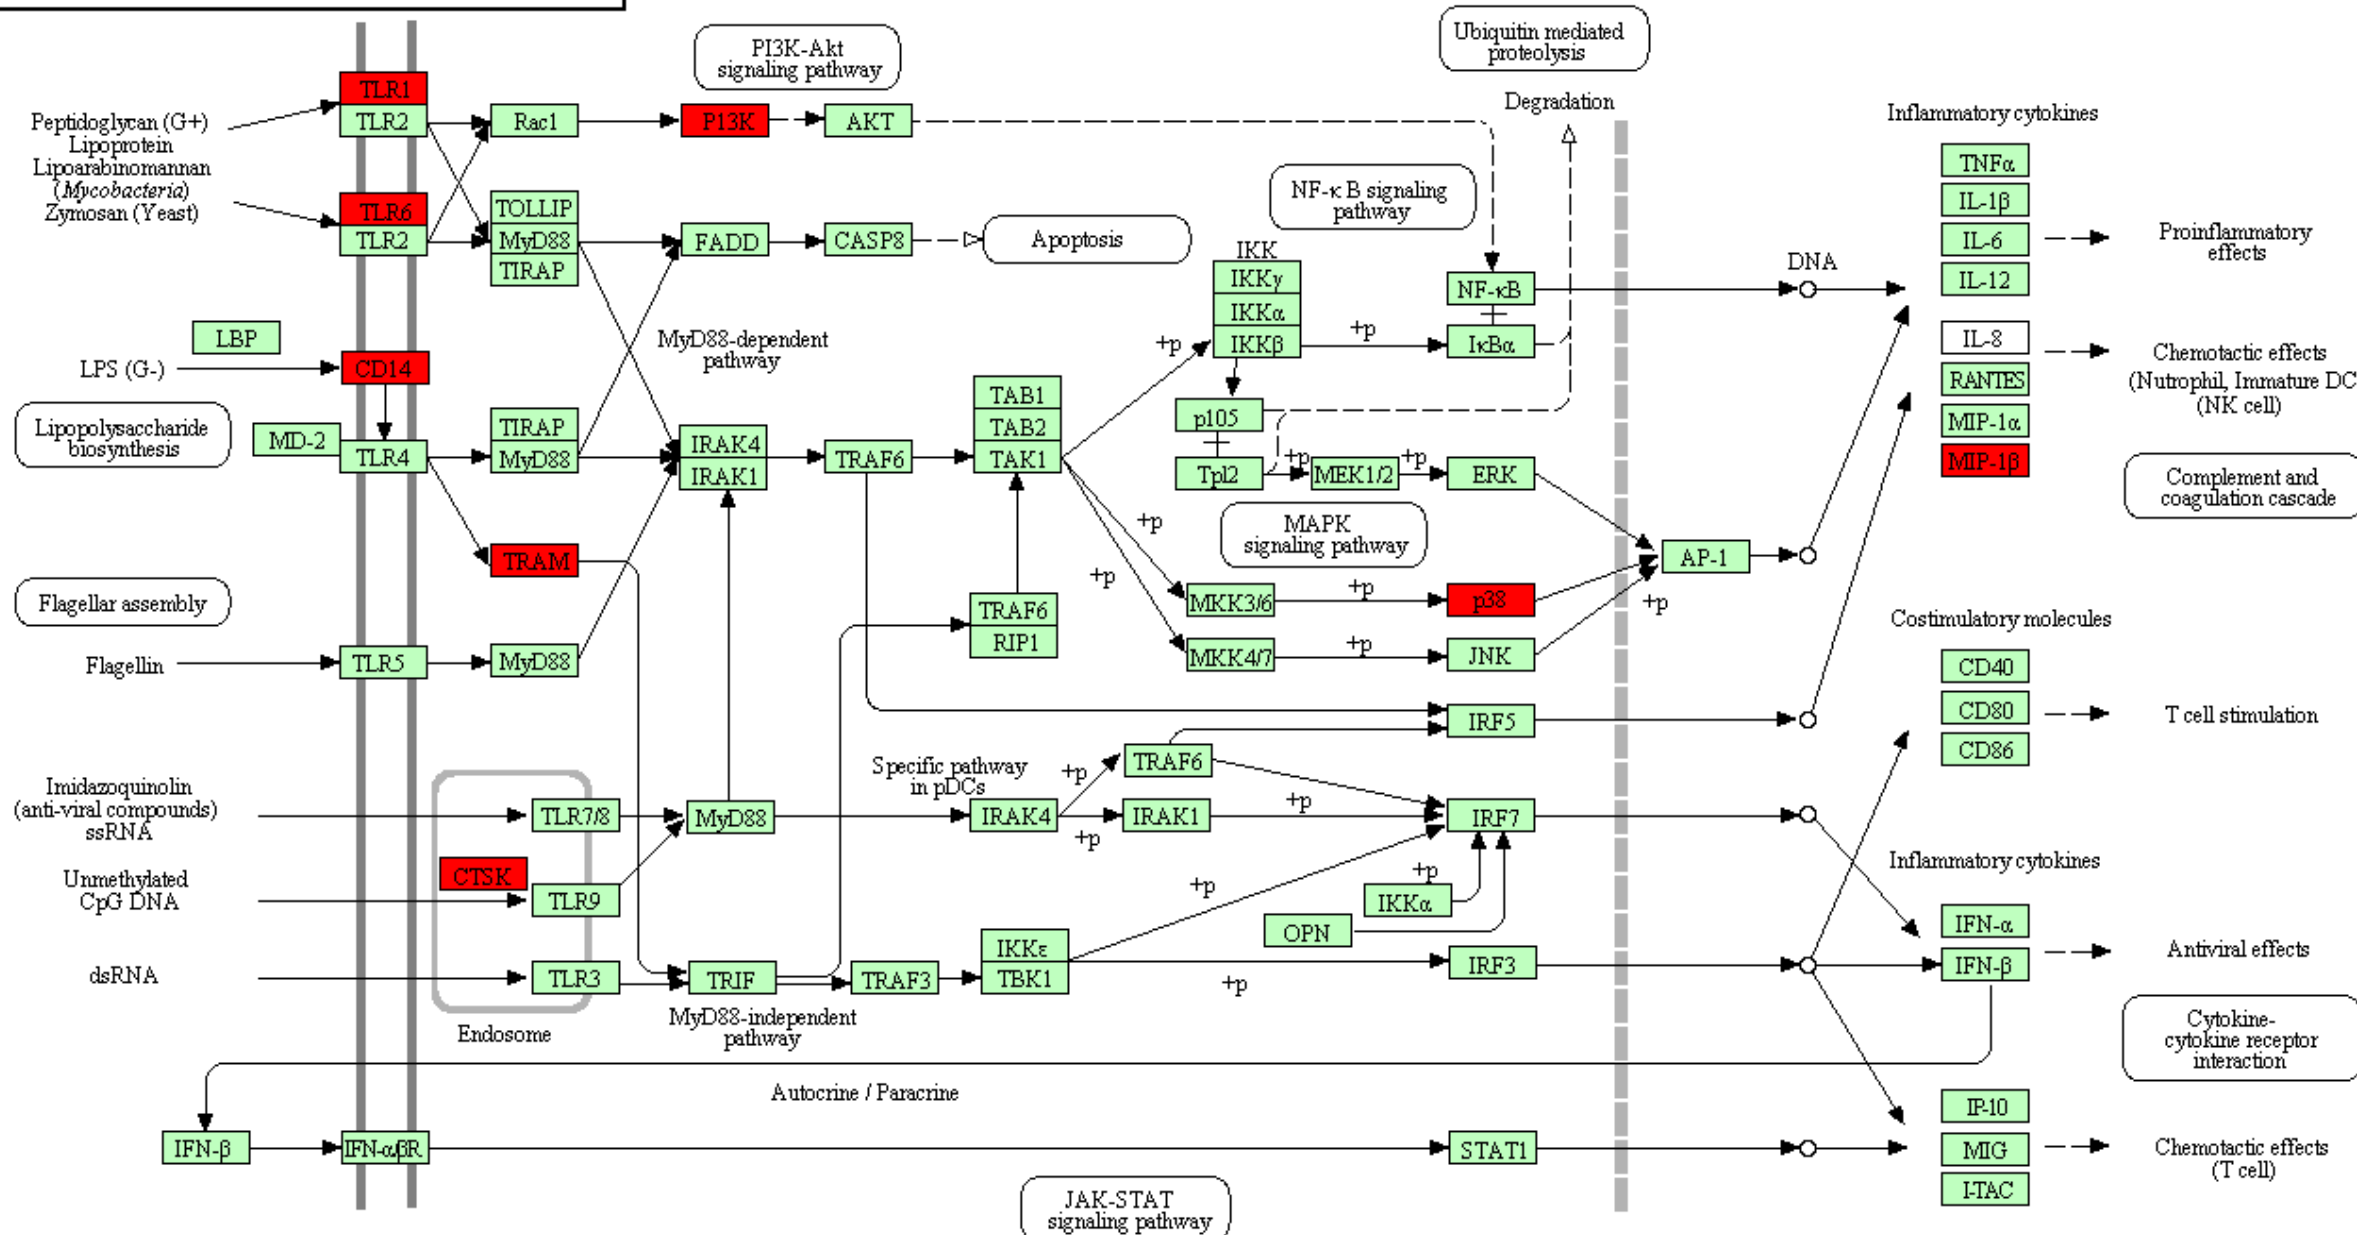 PI3K-Akt
signaling pathway
Ubiquitin mediated
proteolysis
Degradation
Peptidoglycan (G+)
Lipoprotein
Lipoarabinomannan
(Mycobacteria)
Zymosan (Yeast)
TLR1
TLR2
Rac1
P13K
AKT
TLR6
TLR2
TOLLIP
MyD88
TIRAP
FADD
CASP8
Apoptosis
NF-κB signaling
pathway
IKK
IKKγ
IKKα
IKKβ
NF-κB
+p
IκBα
+p
DNA
Inflammatory cytokines
TNFα
IL-1β
IL-6
IL-12
Proinflammatory
effects
IL-8
RANTES
MIP-1α
MIP-1β
Chemotactic effects
(Nutrophil, Immature DC
(NK cell)
Complement and
coagulation cascade
LBP
LPS (G-)
CD14
MyD88-dependent
pathway
Lipopolysaccharide
biosynthesis
MD-2
TLR4
TIRAP
MyD88
IRAK4
IRAK1
TRAF6
TAB1
TAB2
TAK1
p105
Tpl2
+p
MEK1/2
+p
ERK
MAPK
signaling pathway
TRAM
+p
+p
AP-1
Flagellar assembly
TRAF6
RIP1
MKK3/6
+p
p38
+p
Flagellin
TLR5
MyD88
MKK4/7
+p
JNK
Costimulatory molecules
CD40
CD80
CD86
T cell stimulation
IRF5
Imidazoquinolin
(anti-viral compounds)
ssRNA
TLR7/8
MyD88
Specific pathway
in pDCs
IRAK4
+p
+p
TRAF6
IRAK1
+p
IRF7
Unmethylated
CpG DNA
CTSK
TLR9
+p
+p
IKKα
OPN
Inflammatory cytokines
IFN-α
IFN-β
Antiviral effects
dsRNA
TLR3
Endosome
TRIF
MyD88-independent
pathway
TRAF3
IKKε
TBK1
+p
IRF3
Cytokine-
cytokine receptor
interaction
Autocrine / Paracrine
IFN-β
IFN-α/βR
STAT1
IP-10
MIG
I-TAC
Chemotactic effects
(T cell)
JAK-STAT
signaling pathway